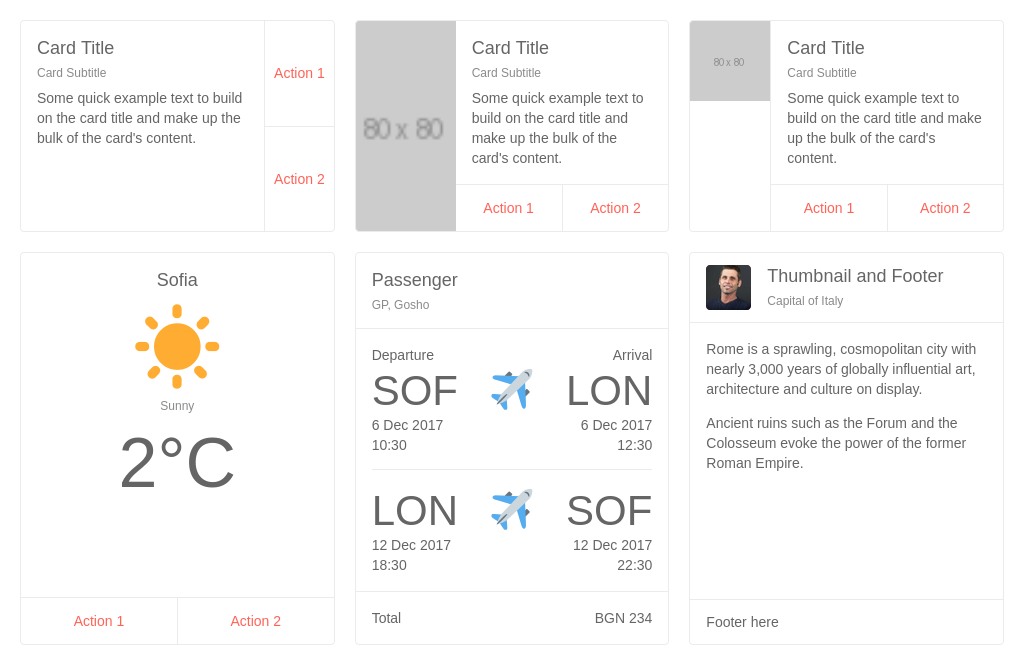 Card Title
Card Subtitle
Some quick example text to build
on the card title and make up the
bulk of the card's content.
Action 1
Action 2
80 x 80
Card Title
Card Subtitle
Some quick example text to
build on the card title and
make up the bulk of the
card's content.
Action 1
Action 2
80 x 80
Card Title
Card Subtitle
Some quick example text to
build on the card title and make
up the bulk of the card's
content.
Action 1
Action 2
Sofia
Sunny
2°C
Action 1
Action 2
Passenger
GP, Gosho
Departure
Arrival
SOF
LON
6 Dec 2017
6 Dec 2017
10:30
12:30
LON
SOF
12 Dec 2017
12 Dec 2017
18:30
22:30
Total
BGN 234
Thumbnail and Footer
Capital of Italy
Rome is a sprawling, cosmopolitan city with
nearly 3,000 years of globally influential art,
architecture and culture on display.
Ancient ruins such as the Forum and the
Colosseum evoke the power of the former
Roman Empire.
Footer here